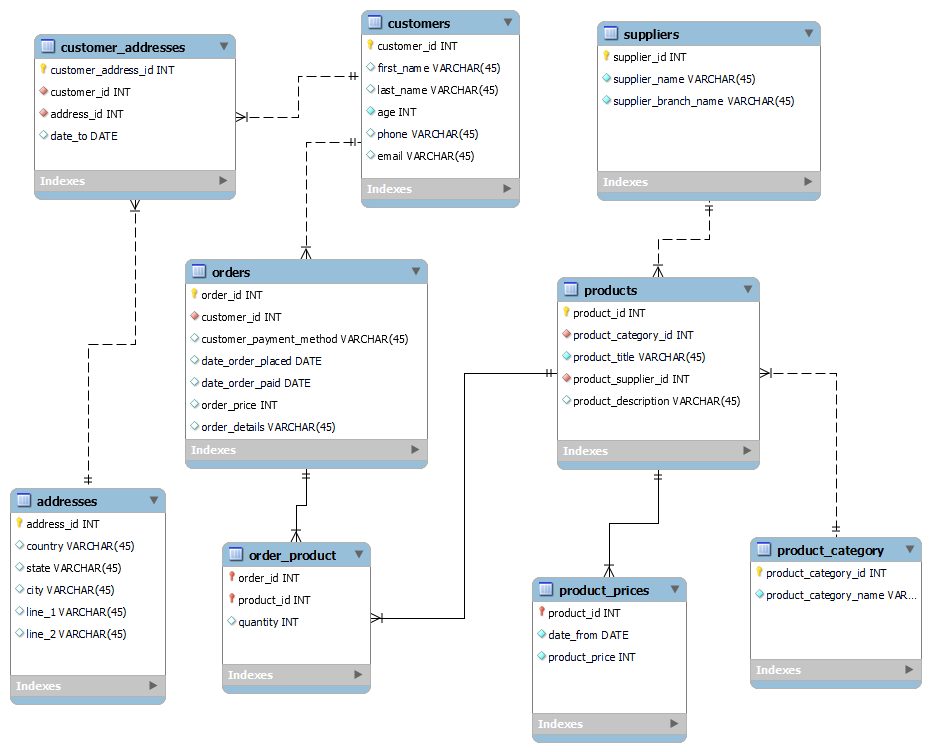 customer_addresses
customer_address_id INT
customer_id INT
address_id INT
date_to DATE
Indexes
customers
customer_id INT
first_name VARCHAR(45)
last_name VARCHAR(45)
age INT
phone VARCHAR(45)
email VARCHAR(45)
Indexes
suppliers
supplier_id INT
supplier_name VARCHAR(45)
supplier_branch_name VARCHAR(45)
Indexes
orders
order_id INT
customer_id INT
customer_payment_method VARCHAR(45)
date_order_placed DATE
date_order_paid DATE
order_price INT
order_details VARCHAR(45)
Indexes
products
product_id INT
product_category_id INT
product_title VARCHAR(45)
product_supplier_id INT
product_description VARCHAR(45)
Indexes
addresses
address_id INT
country VARCHAR(45)
state VARCHAR(45)
city VARCHAR(45)
line_1 VARCHAR(45)
line_2 VARCHAR(45)
Indexes
order_product
order_id INT
product_id INT
quantity INT
Indexes
product_prices
product_id INT
date_from DATE
product_price INT
Indexes
product_category
product_category_id INT
product_category_name VAR...
Indexes